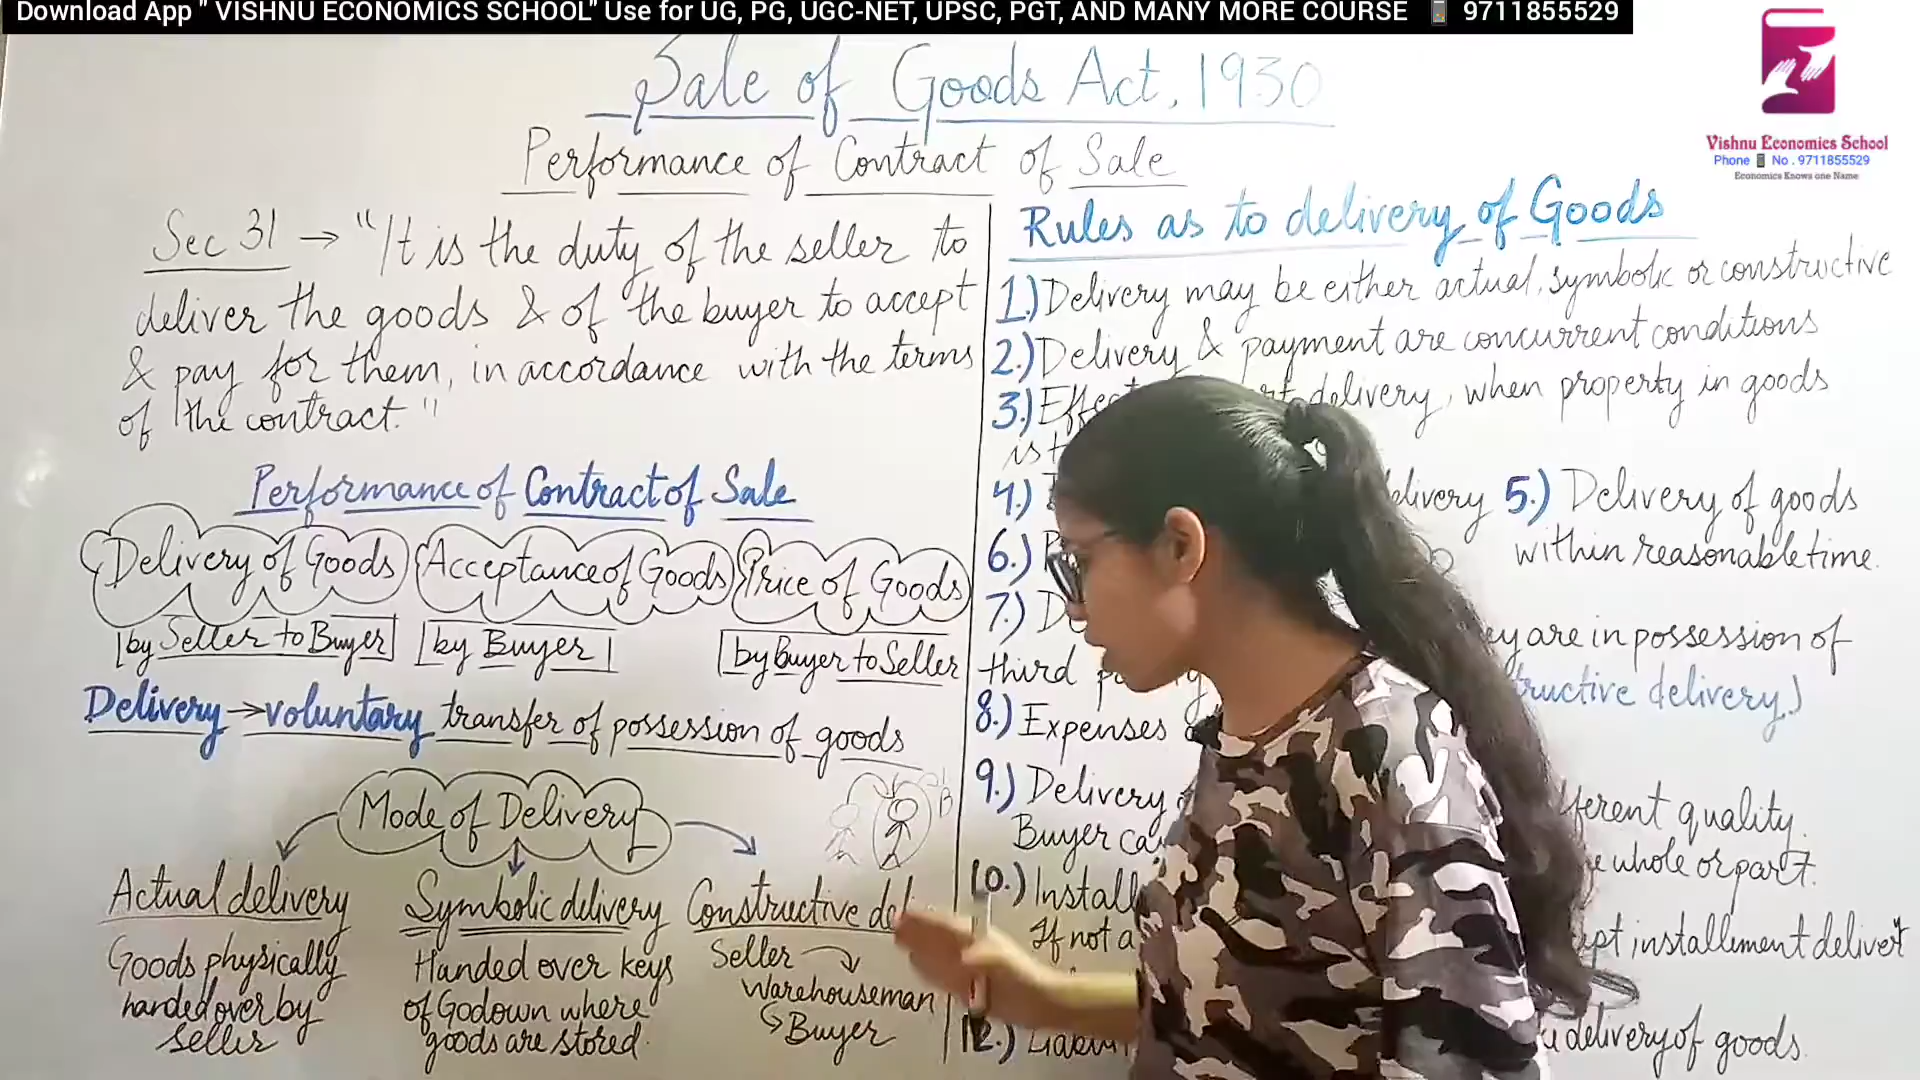 Download App " VISHNU ECONOMICS SCHOOL" Use for UG, PG, UGC-NET, UPSC, PGT, AND MANY MORE COURSE 9711855529
Vishnu Economics School
Phone No . 9711855529
Economics Knows one Name
Sale of Goods Act, 1930
Performance of Contract of Sale
Sec 31 → "It is the duty of the seller to
deliver the goods & of the buyer to accept
& pay for them, in accordance with the terms
of the contract."
Performance of Contract of Sale
Delivery of Goods Acceptance of Goods Price of Goods
by Seller to Buyer by Buyer by buyer to Seller
Delivery → voluntary transfer of possession of goods
Mode of Delivery
B
Actual delivery Symbolic delivery Constructive
Goods physically
handed over by
seller
Handed over keys
of Godown where
goods are stored.
Seller
Warehouseman
Buyer
Rules as to delivery of Goods
1.) Delivery may be either actual, symbolic or constructive
2.) Delivery & payment are concurrent conditions
3.) delivery, when property in goods
4.) delivery 5.) Delivery of goods
within reasonable time.
6.)
7.) are in possession of
third delivery)
8.) Expenses
9.) Delivery quality.
Buyer whole or part.
10.)
If not installment
12.) delivery of goods.